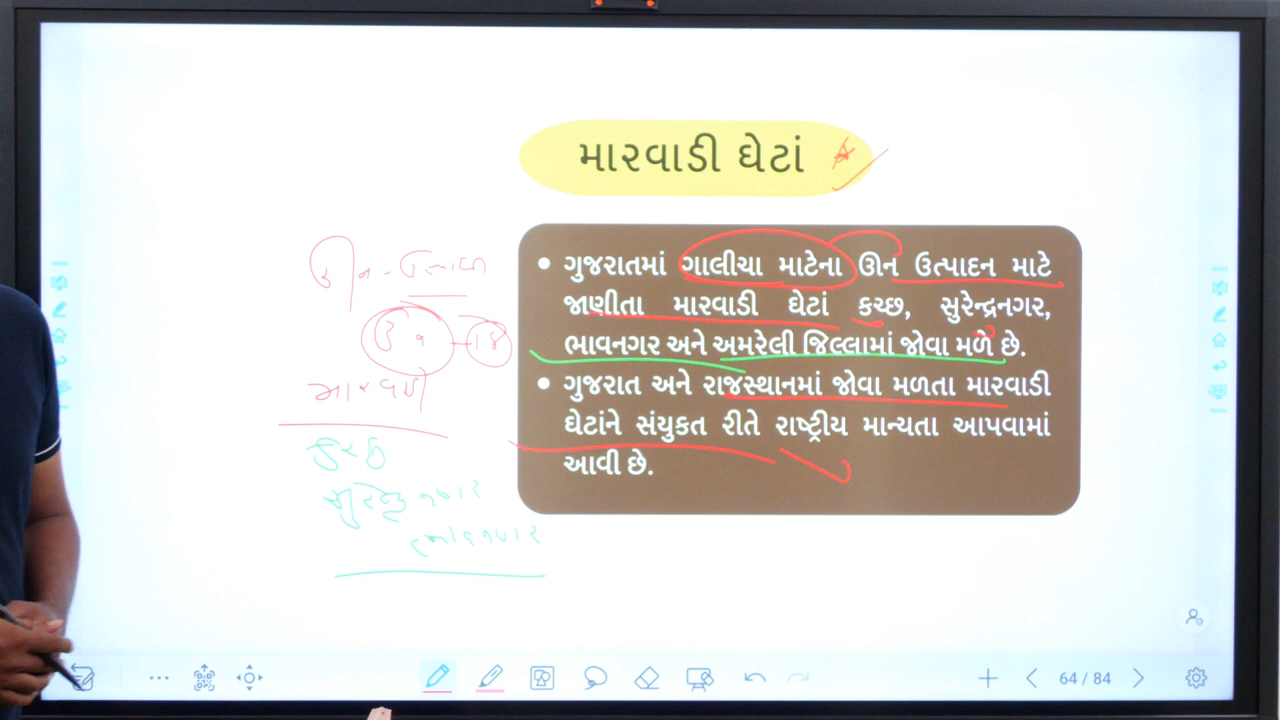 મારવાડી ઘેટાં
• ગુજરાતમાં ગાલીચા માટેના ઊન ઉત્પાદન માટે
જાણીતા મારવાડી ઘેટાં કચ્છ, સુરેન્દ્રનગર,
ભાવનગર અને અમરેલી જિલ્લામાં જોવા મળે છે.
• ગુજરાત અને રાજસ્થાનમાં જોવા મળતા મારવાડી
ઘેટાંને સંયુકત રીતે રાષ્ટ્રીય માન્યતા આપવામાં
આવી છે.
ઊન - ઉત્પાદન
મારવાડી
કચ્છ
સુરેન્દ્રનગર
ભાવનગર
64 / 84